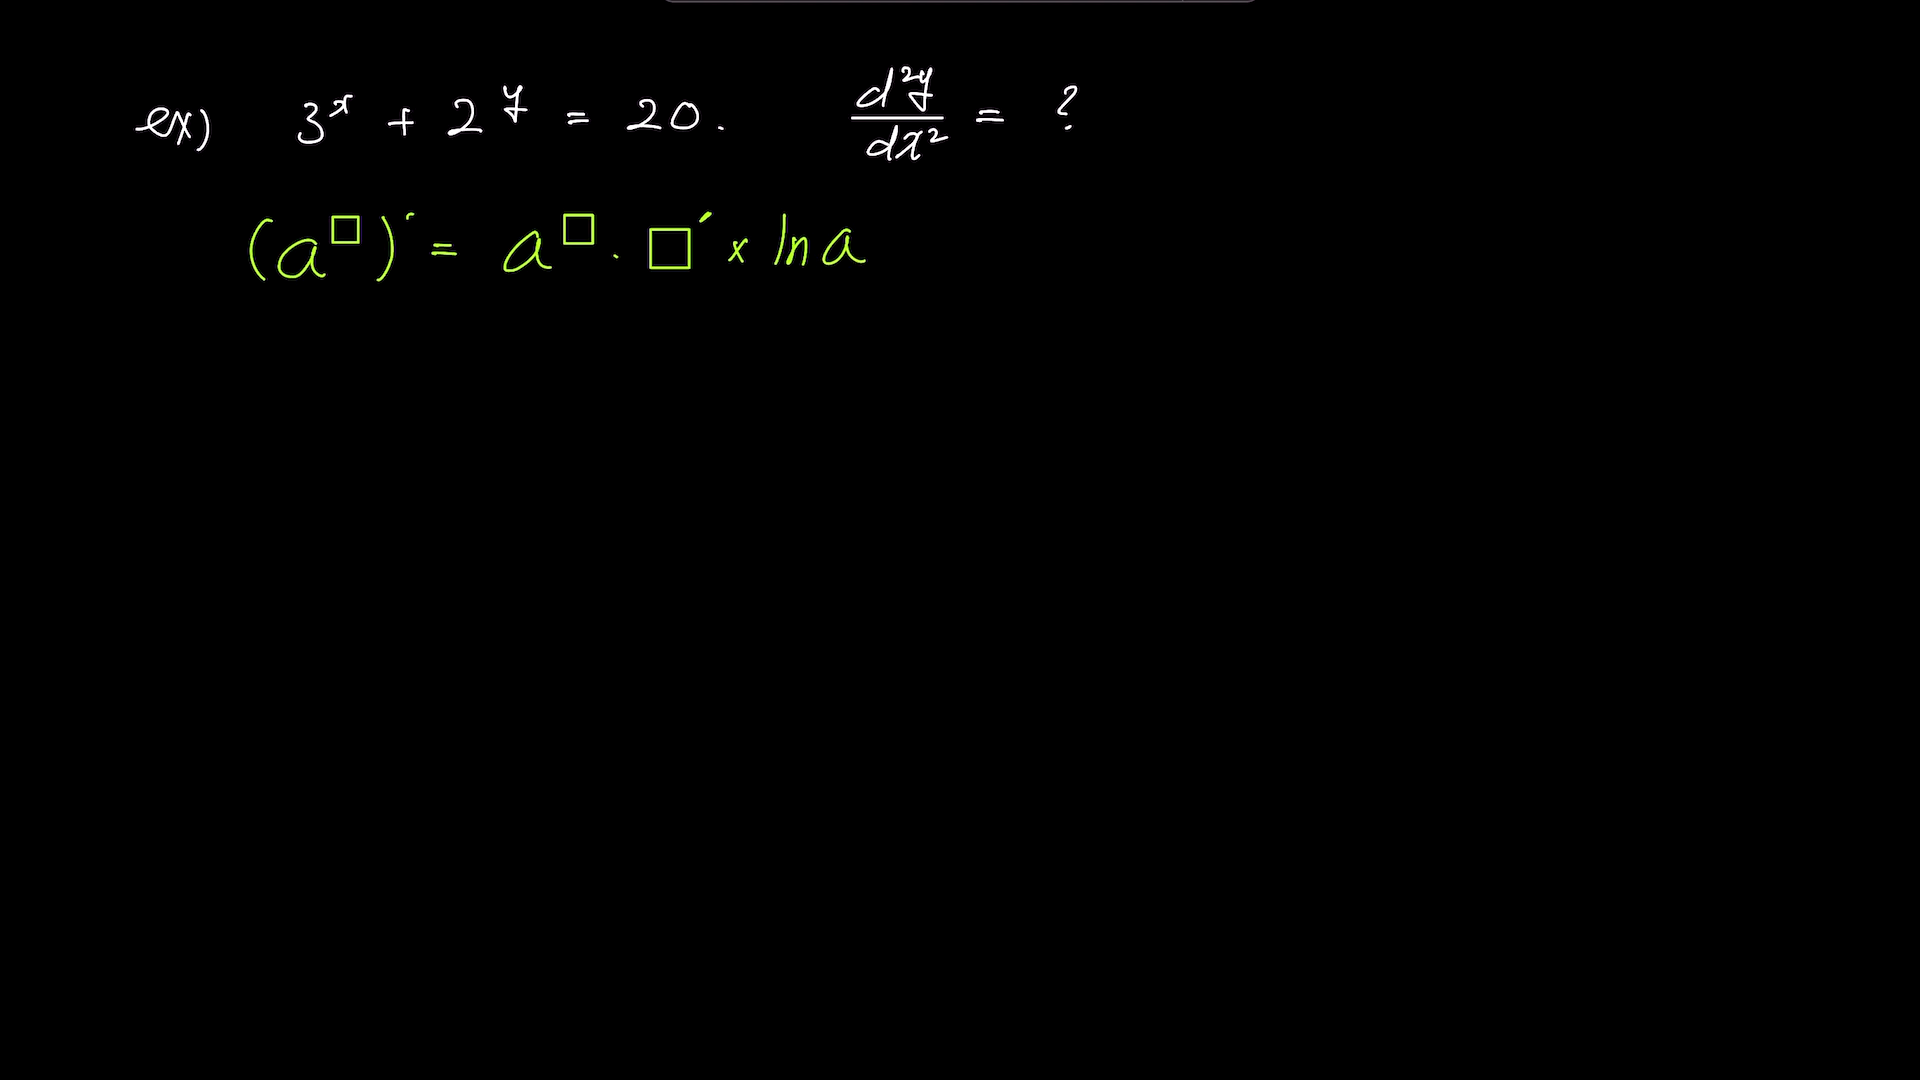 ex) 3^x + 2^y = 20. d²y/dx² = ?
(a^□)' = a^□ · □' × ln a